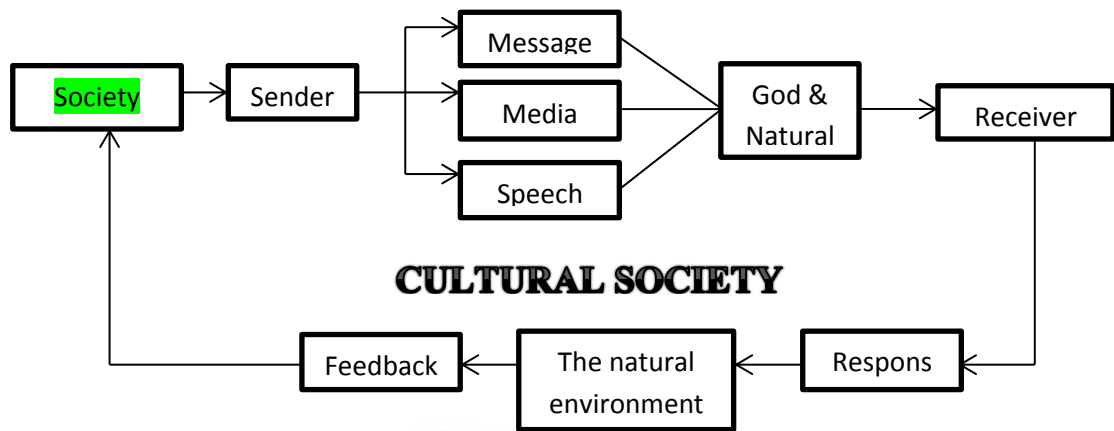 Message
Society
Sender
Media
God &
Natural
Receiver
Speech
CULTURAL SOCIETY
Feedback
The natural
environment
Respons